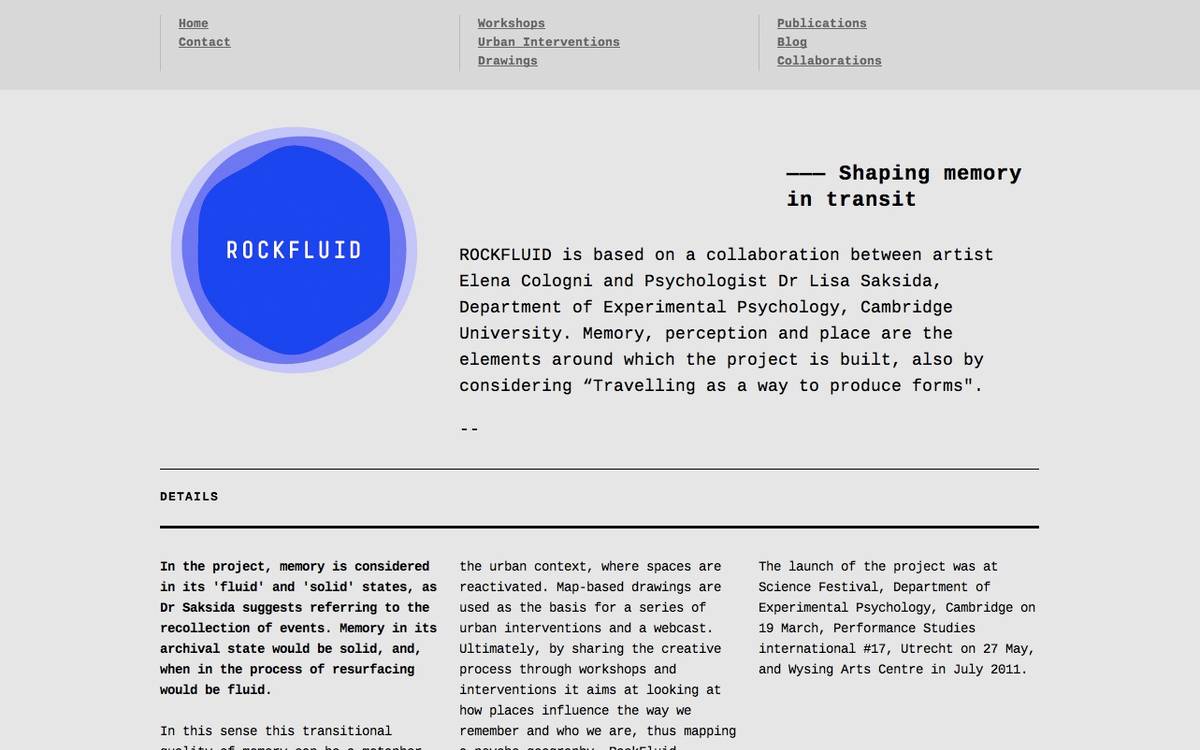 Home
Contact
Workshops
Urban Interventions
Drawings
Publications
Blog
Collaborations
ROCKFLUID
——— Shaping memory
in transit
ROCKFLUID is based on a collaboration between artist
Elena Cologni and Psychologist Dr Lisa Saksida,
Department of Experimental Psychology, Cambridge
University. Memory, perception and place are the
elements around which the project is built, also by
considering “Travelling as a way to produce forms".
--
DETAILS
In the project, memory is considered
in its 'fluid' and 'solid' states, as
Dr Saksida suggests referring to the
recollection of events. Memory in its
archival state would be solid, and,
when in the process of resurfacing
would be fluid.
In this sense this transitional
quality of memory can be a metaphor
the urban context, where spaces are
reactivated. Map-based drawings are
used as the basis for a series of
urban interventions and a webcast.
Ultimately, by sharing the creative
process through workshops and
interventions it aims at looking at
how places influence the way we
remember and who we are, thus mapping
a psycho-geography. RockFluid
The launch of the project was at
Science Festival, Department of
Experimental Psychology, Cambridge on
19 March, Performance Studies
international #17, Utrecht on 27 May,
and Wysing Arts Centre in July 2011.